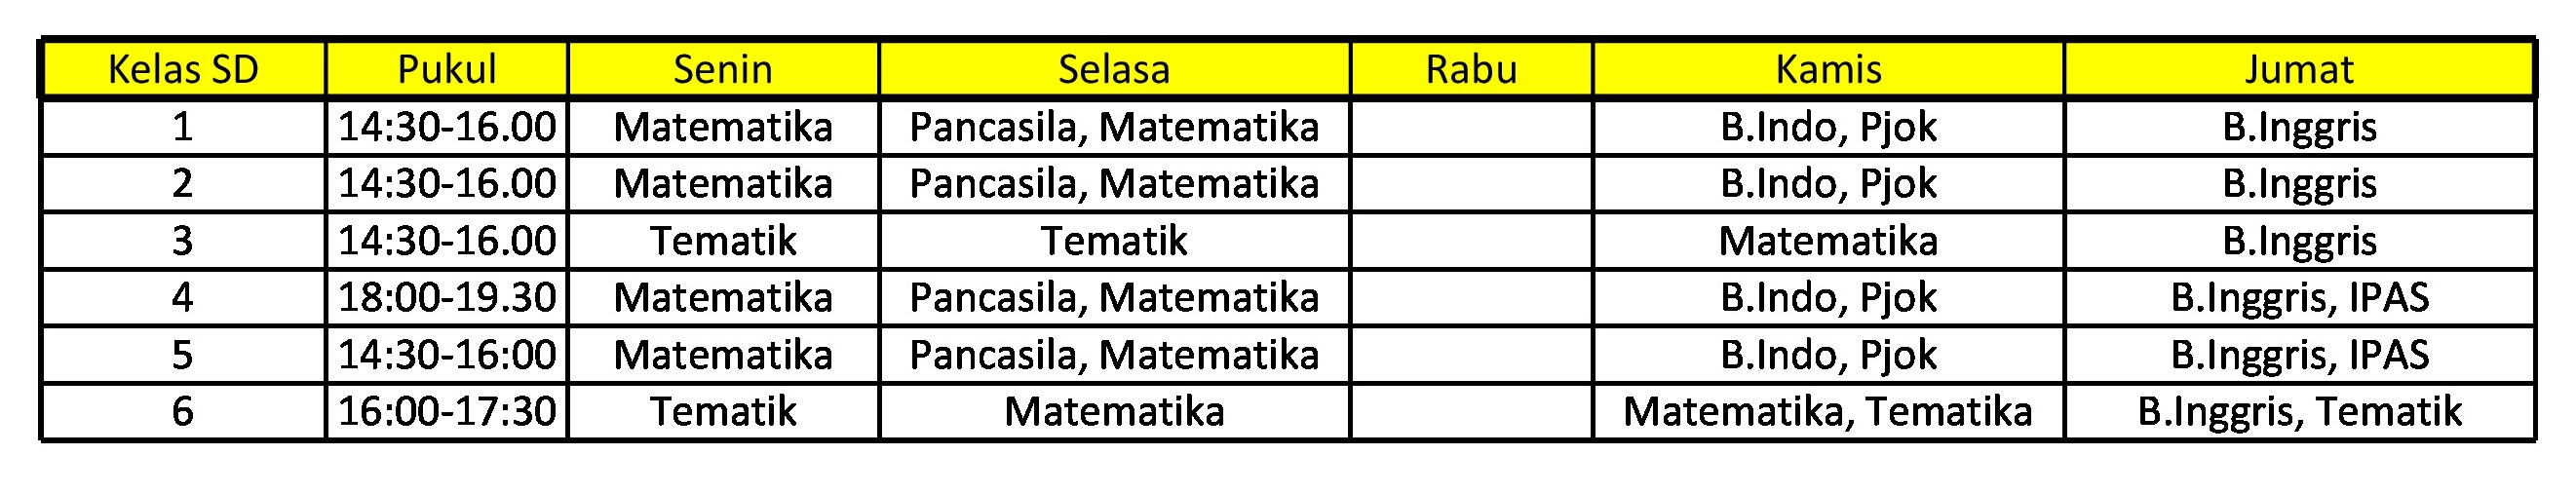 Kelas SD Pukul Senin Selasa Rabu Kamis Jumat
1 14:30-16.00 Matematika Pancasila, Matematika B.Indo, Pjok B.Inggris
2 14:30-16.00 Matematika Pancasila, Matematika B.Indo, Pjok B.Inggris
3 14:30-16.00 Tematik Tematik Matematika B.Inggris
4 18:00-19.30 Matematika Pancasila, Matematika B.Indo, Pjok B.Inggris, IPAS
5 14:30-16:00 Matematika Pancasila, Matematika B.Indo, Pjok B.Inggris, IPAS
6 16:00-17:30 Tematik Matematika Matematika, Tematika B.Inggris, Tematik